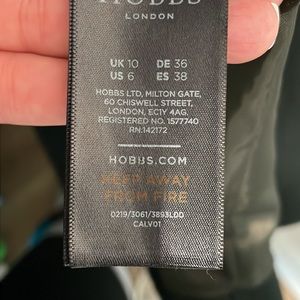 HOBBS
LONDON
UK 10 DE 36
US 6 ES 38
HOBBS LTD, MILTON GATE,
60 CHISWELL STREET,
LONDON, EC1Y 4AG.
REGISTERED NO. 1577740
RN.142172
HOBBS.COM
KEEP AWAY
FROM FIRE
0219/3061/3893L00
CALV01